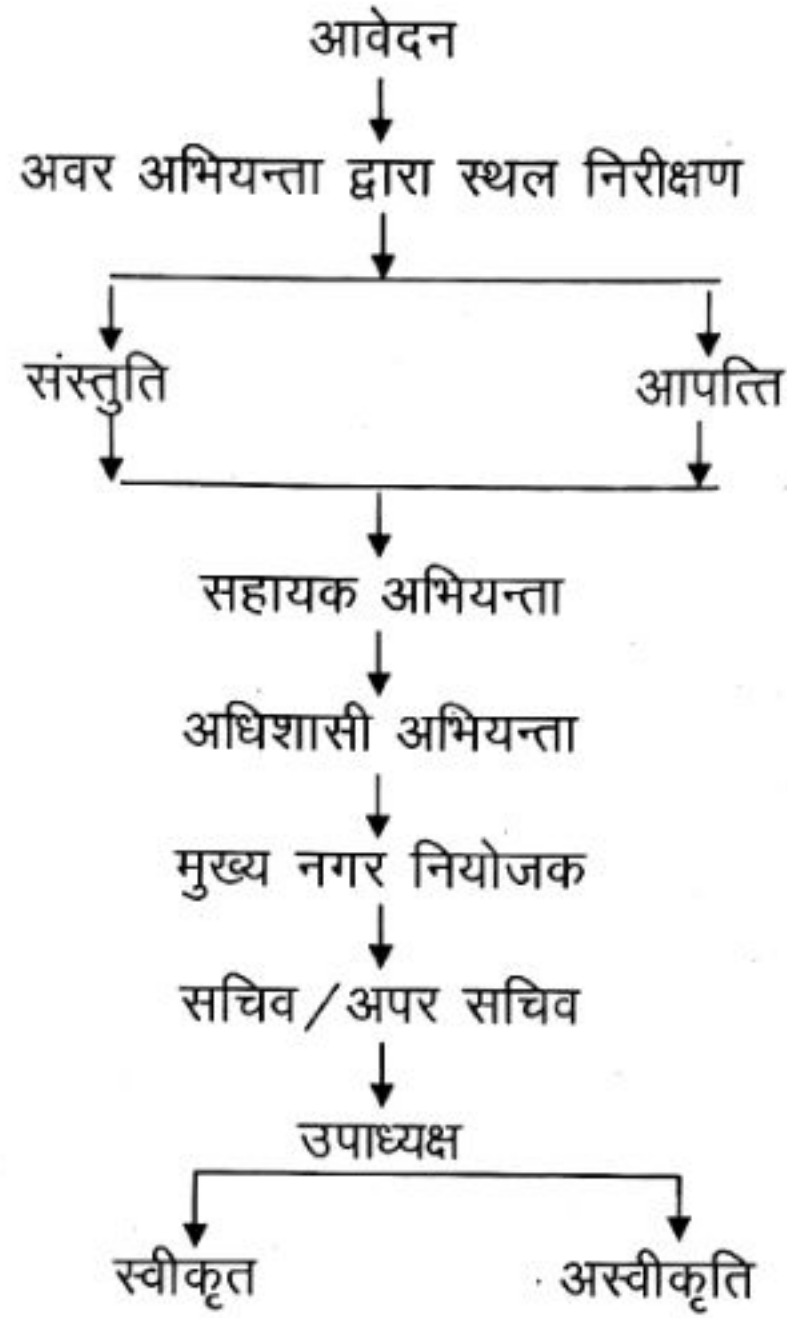 आवेदन
अवर अभियन्ता द्वारा स्थल निरीक्षण
संस्तुति
आपत्ति
सहायक अभियन्ता
अधिशासी अभियन्ता
मुख्य नगर नियोजक
सचिव/अपर सचिव
उपाध्यक्ष
स्वीकृत
अस्वीकृति